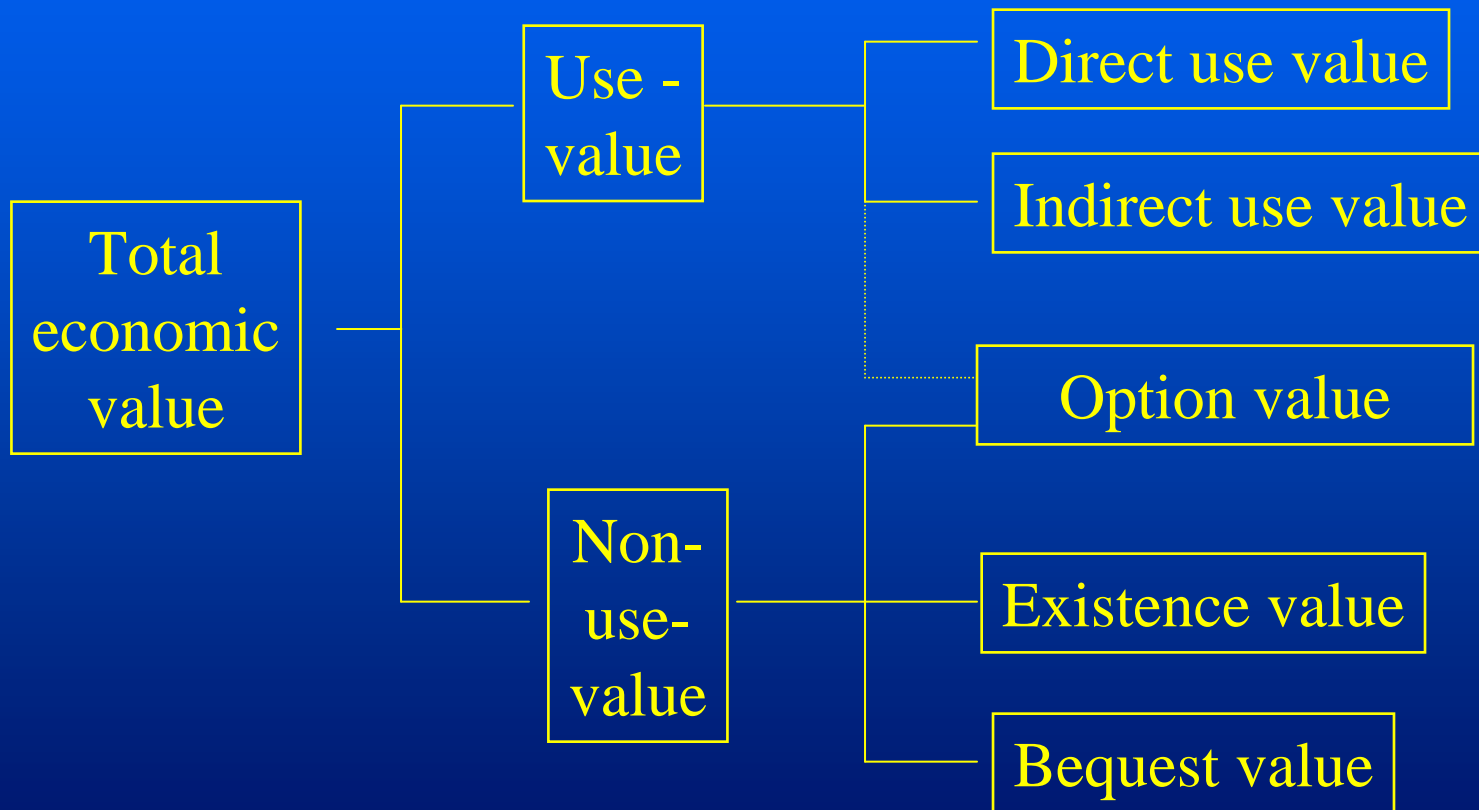 Total
economic
value
Use -
value
Non-
use-
value
Direct use value
Indirect use value
Option value
Existence value
Bequest value